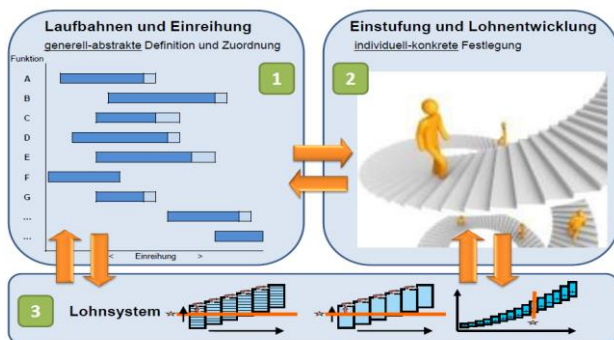 Laufbahnen und Einreihung
generell-abstrakte Definition und Zuordnung
Funktion
1
A
B
C
D
E
F
G
...
...
< Einreihung >
Einstufung und Lohnentwicklung
individuell-konkrete Festlegung
2
3 Lohnsystem